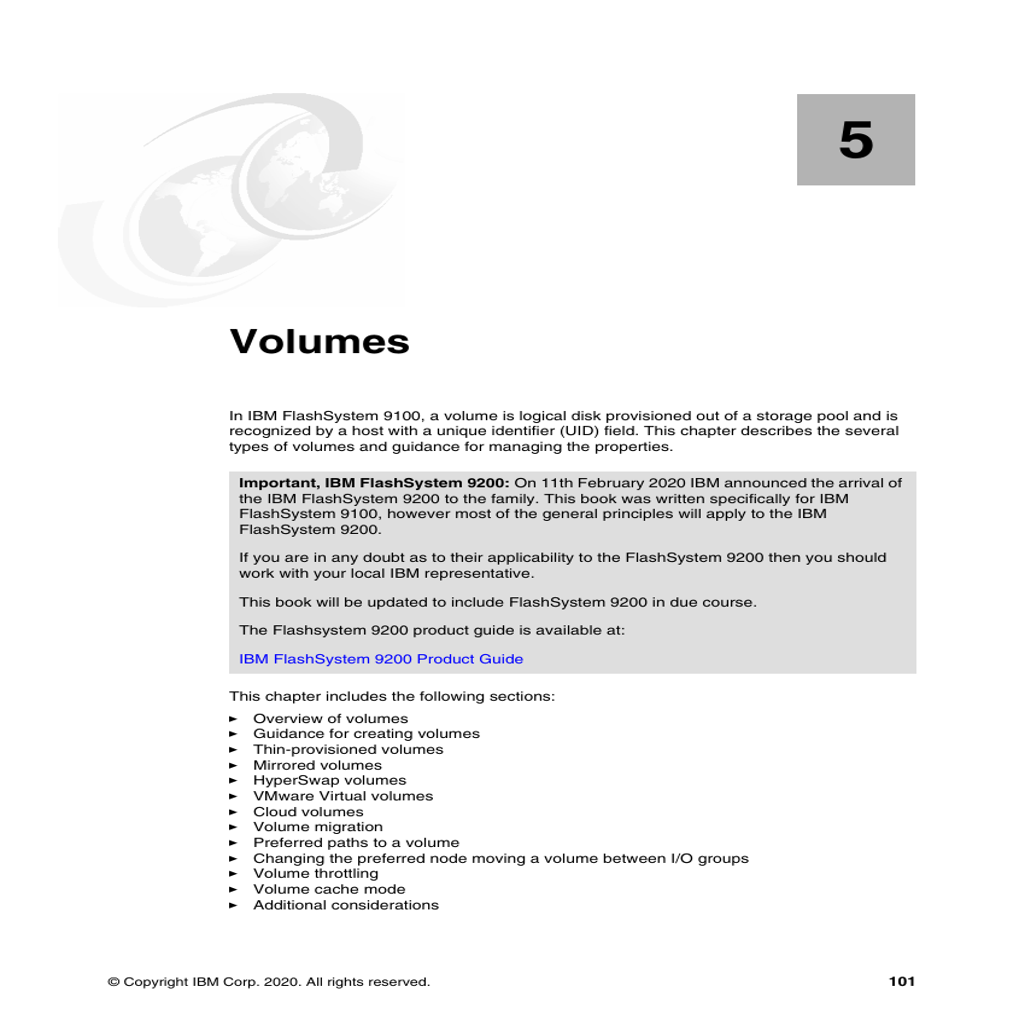 5
Volumes
In IBM FlashSystem 9100, a volume is logical disk provisioned out of a storage pool and is
recognized by a host with a unique identifier (UID) field. This chapter describes the several
types of volumes and guidance for managing the properties.
Important, IBM FlashSystem 9200: On 11th February 2020 IBM announced the arrival of
the IBM FlashSystem 9200 to the family. This book was written specifically for IBM
FlashSystem 9100, however most of the general principles will apply to the IBM
FlashSystem 9200.
If you are in any doubt as to their applicability to the FlashSystem 9200 then you should
work with your local IBM representative.
This book will be updated to include FlashSystem 9200 in due course.
The Flashsystem 9200 product guide is available at:
IBM FlashSystem 9200 Product Guide
This chapter includes the following sections:
► Overview of volumes
► Guidance for creating volumes
► Thin-provisioned volumes
► Mirrored volumes
► HyperSwap volumes
► VMware Virtual volumes
► Cloud volumes
► Volume migration
► Preferred paths to a volume
► Changing the preferred node moving a volume between I/O groups
► Volume throttling
► Volume cache mode
► Additional considerations
© Copyright IBM Corp. 2020. All rights reserved.
101